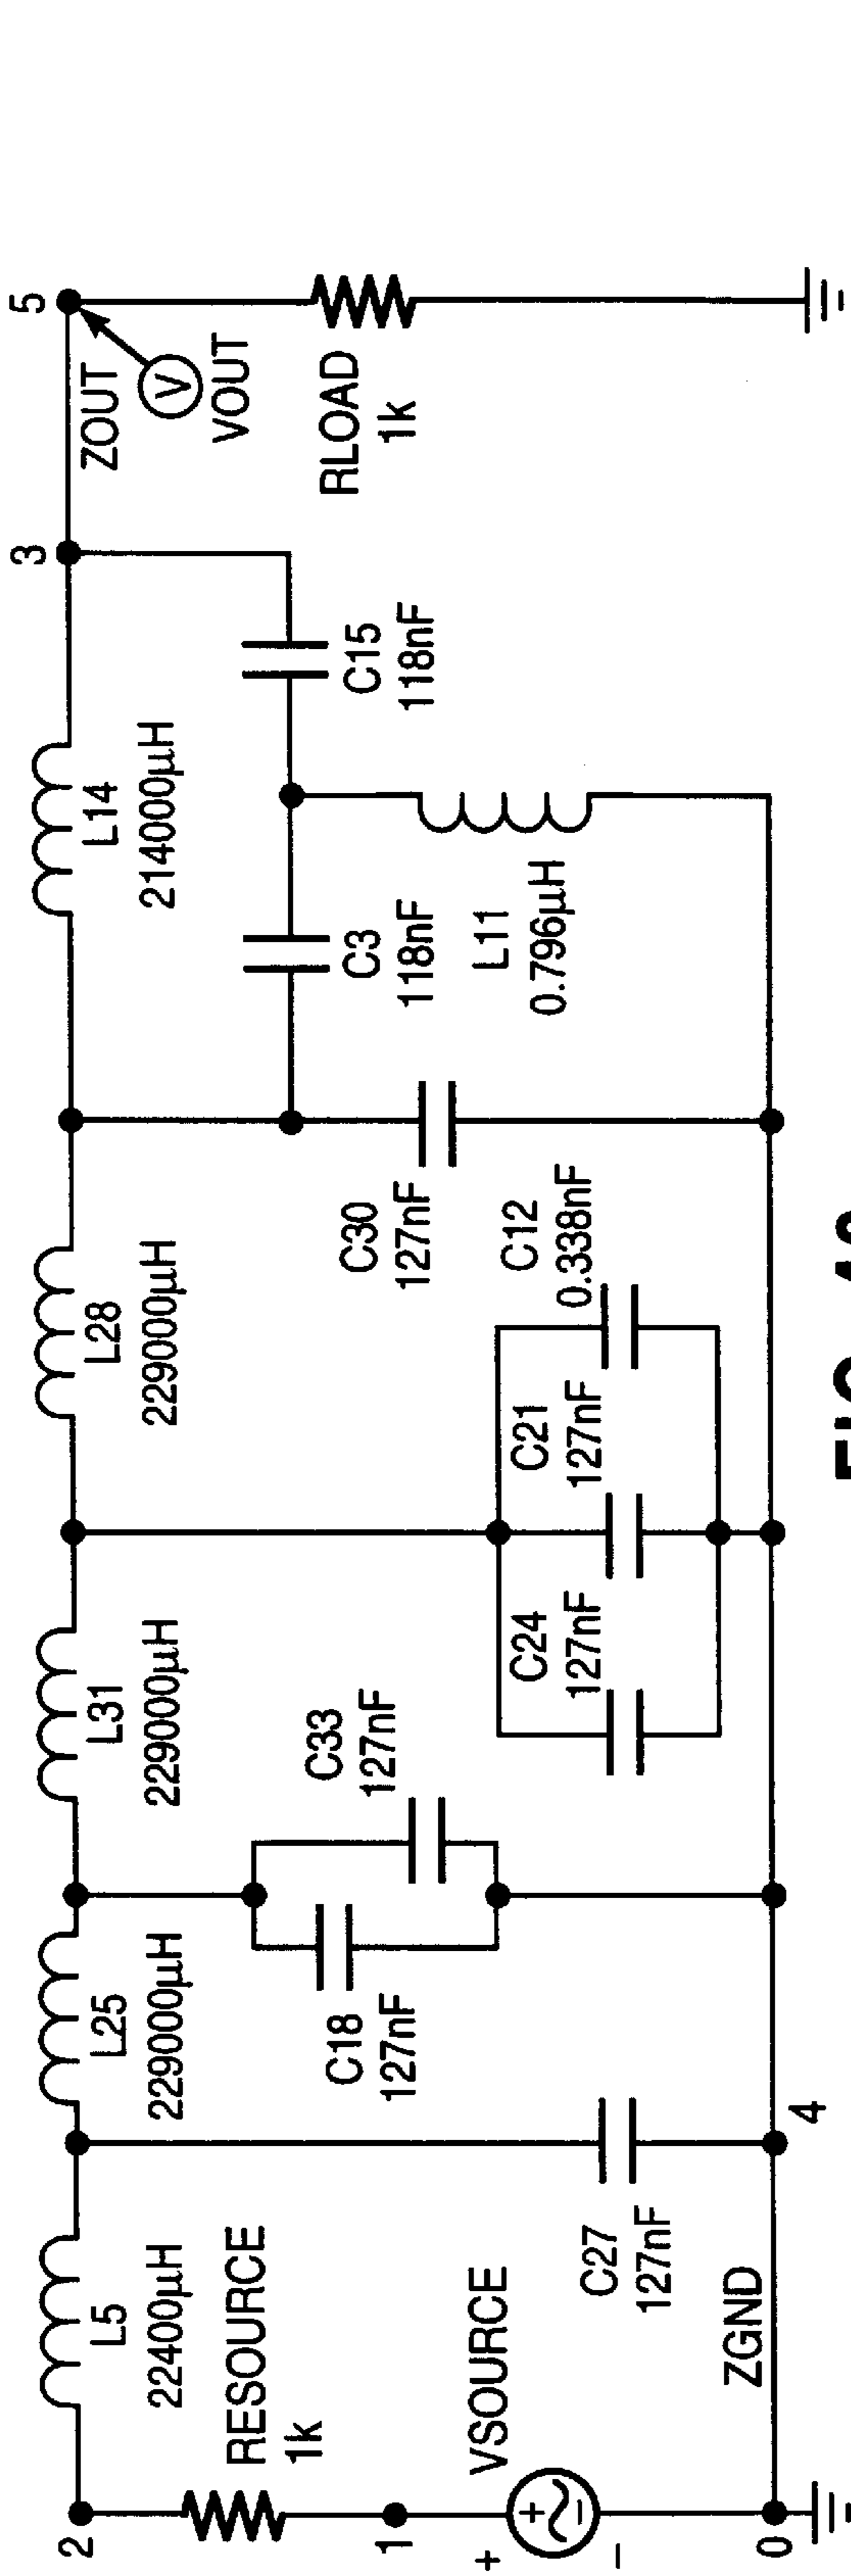 2
L5
22400µH
RESOURCE
1k
1
+
VSOURCE
+
−
−
0
ZGND
4
C27
127nF
L25
229000µH
C18
127nF
C33
127nF
L31
229000µH
C24
127nF
C21
127nF
C12
0.338nF
L28
229000µH
C30
127nF
C3
118nF
L14
214000µH
L11
0.796µH
C15
118nF
3
5
ZOUT
V
VOUT
RLOAD
1k